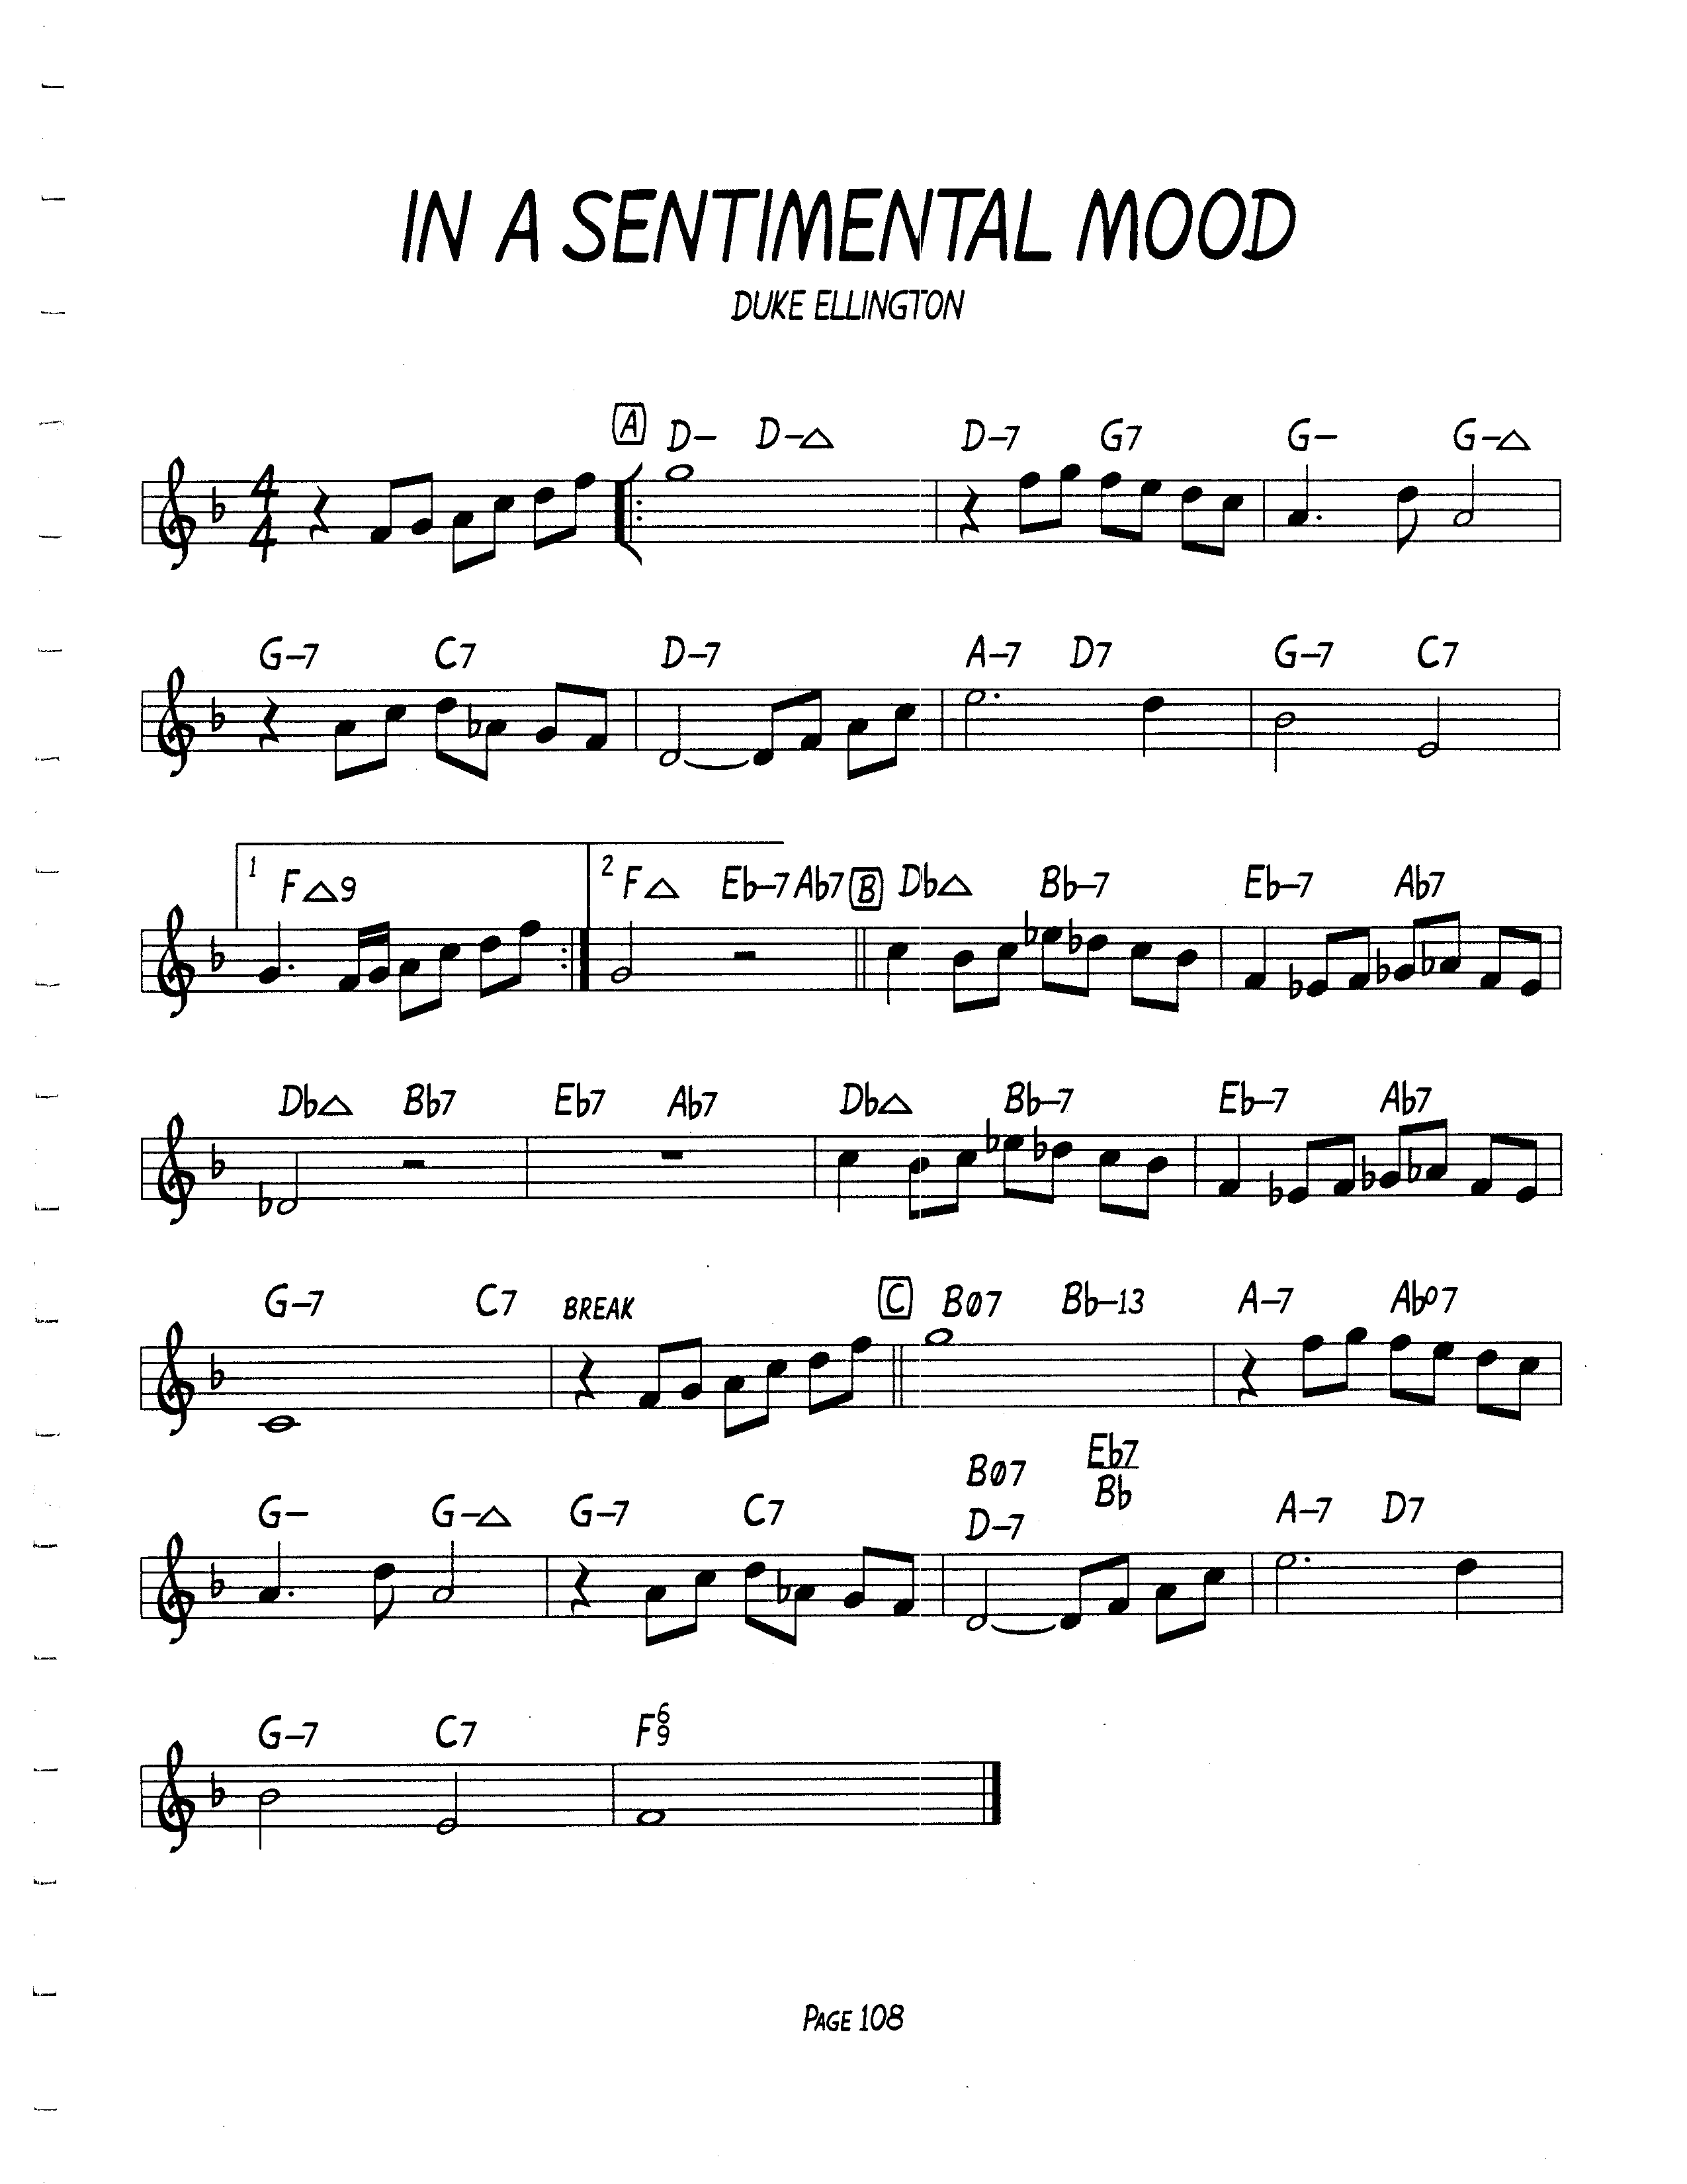 IN A SENTIMENTAL MOOD
DUKE ELLINGTON
A D– D–△ D–7 G7 G– G–△
4
4
G–7 C7 D–7 A–7 D7 G–7 C7
1 F△9 2 F△ Eb–7 Ab7 B Db△ Bb–7 Eb–7 Ab7
Db△ Bb7 Eb7 Ab7 Db△ Bb–7 Eb–7 Ab7
G–7 C7 BREAK C Bø7 Bb–13 A–7 Abo7
Bø7 Eb7
Bb
G– G–△ G–7 C7 D–7 A–7 D7
G–7 C7 F6
9
PAGE 108